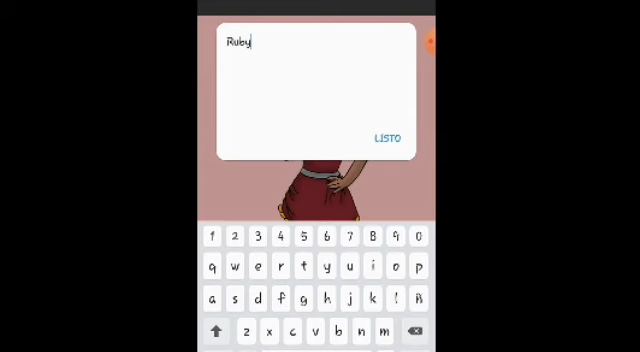 Ruby
LISTO
1 2 3 4 5 6 7 8 9 0
q w e r t y u i o p
a s d f g h j k l ñ
z x c v b n m